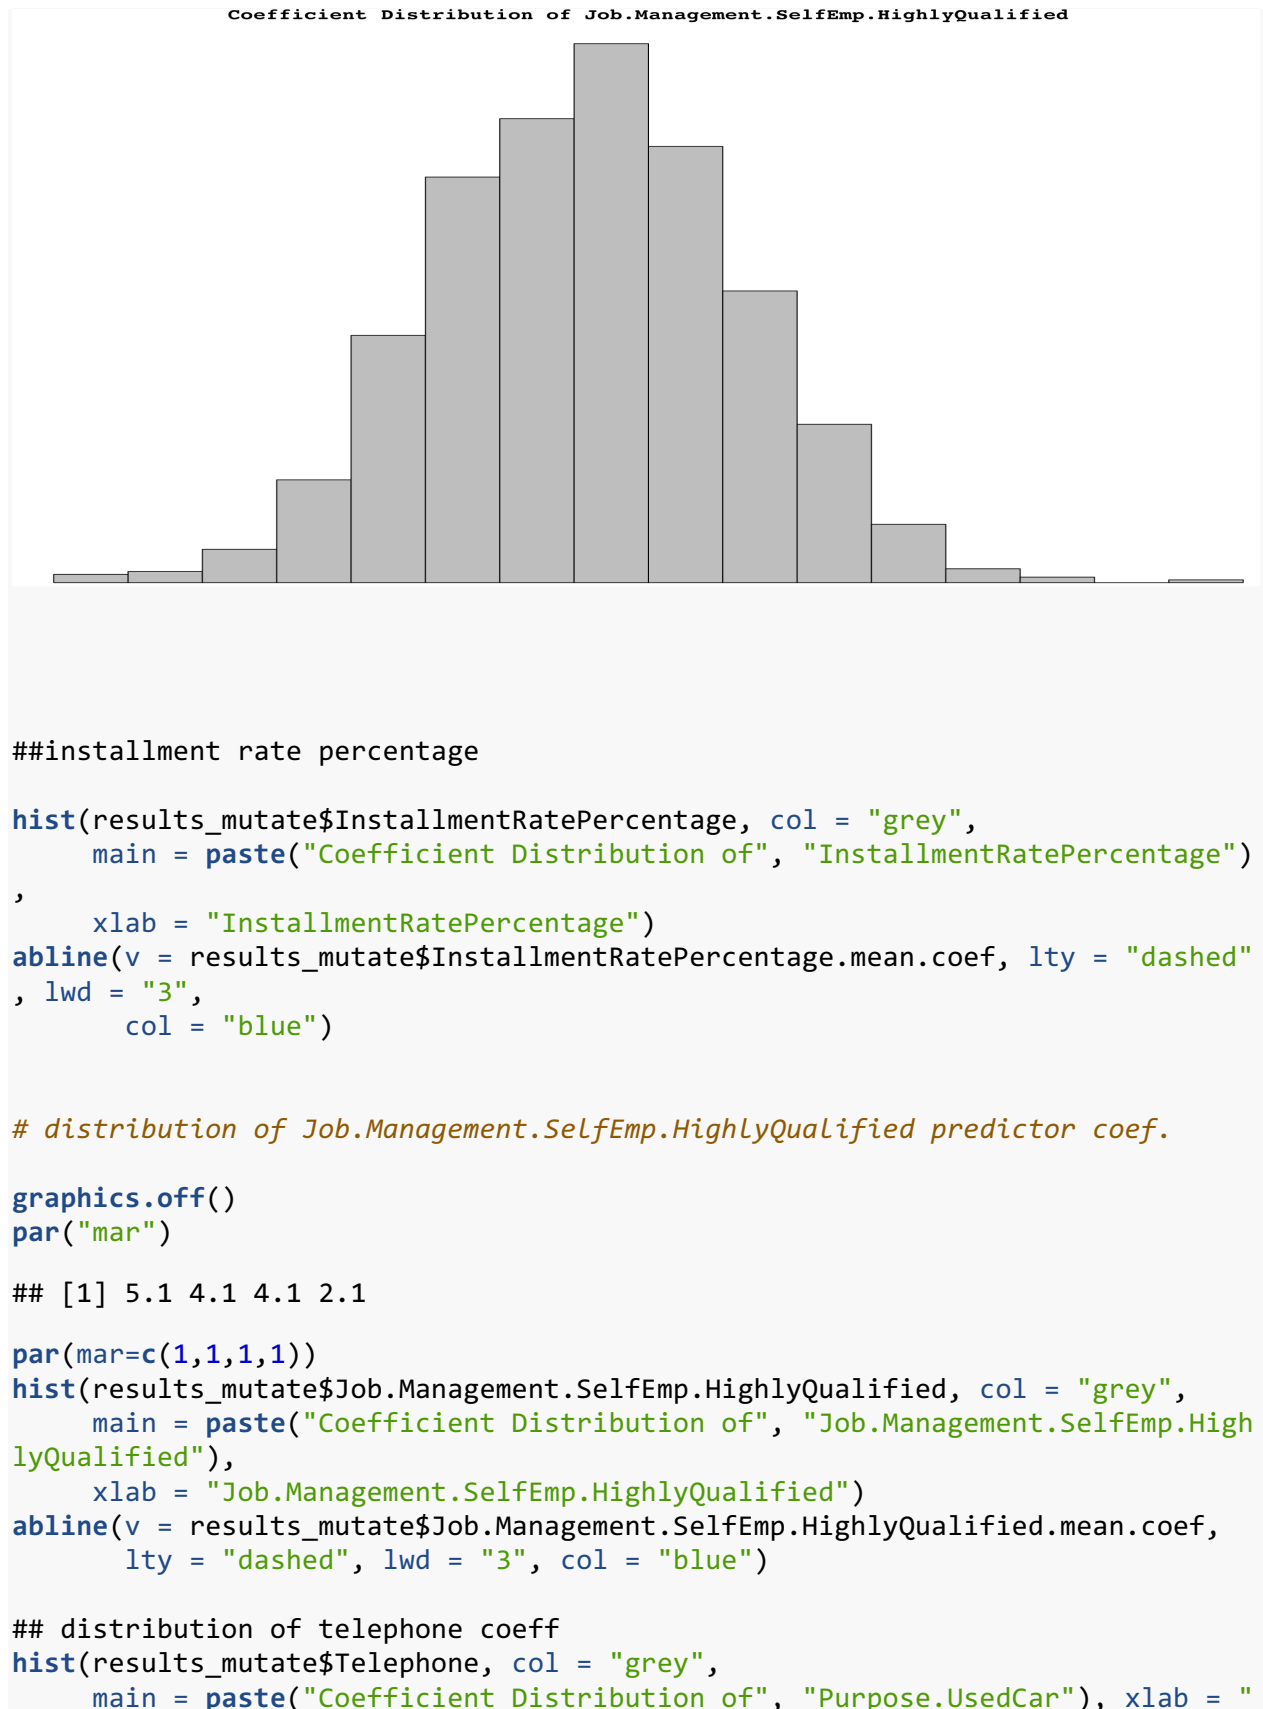 Coefficient Distribution of Job.Management.SelfEmp.HighlyQualified
##installment rate percentage
hist(results_mutate$InstallmentRatePercentage, col = "grey",
main = paste("Coefficient Distribution of", "InstallmentRatePercentage")
,
xlab = "InstallmentRatePercentage")
abline(v = results_mutate$InstallmentRatePercentage.mean.coef, lty = "dashed"
, lwd = "3",
col = "blue")
# distribution of Job.Management.SelfEmp.HighlyQualified predictor coef.
graphics.off()
par("mar")
## [1] 5.1 4.1 4.1 2.1
par(mar=c(1,1,1,1))
hist(results_mutate$Job.Management.SelfEmp.HighlyQualified, col = "grey",
main = paste("Coefficient Distribution of", "Job.Management.SelfEmp.High
lyQualified"),
xlab = "Job.Management.SelfEmp.HighlyQualified")
abline(v = results_mutate$Job.Management.SelfEmp.HighlyQualified.mean.coef,
lty = "dashed", lwd = "3", col = "blue")
## distribution of telephone coeff
hist(results_mutate$Telephone, col = "grey",
main = paste("Coefficient Distribution of", "Purpose.UsedCar"), xlab = "